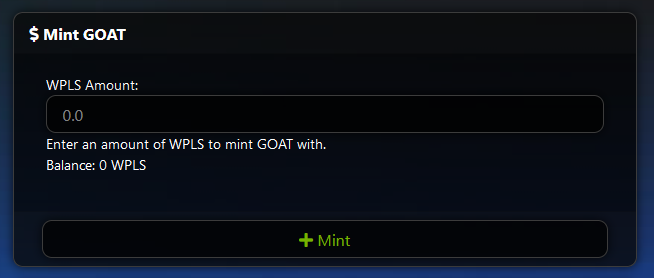 $ Mint GOAT
WPLS Amount:
0.0
Enter an amount of WPLS to mint GOAT with.
Balance: 0 WPLS
+ Mint